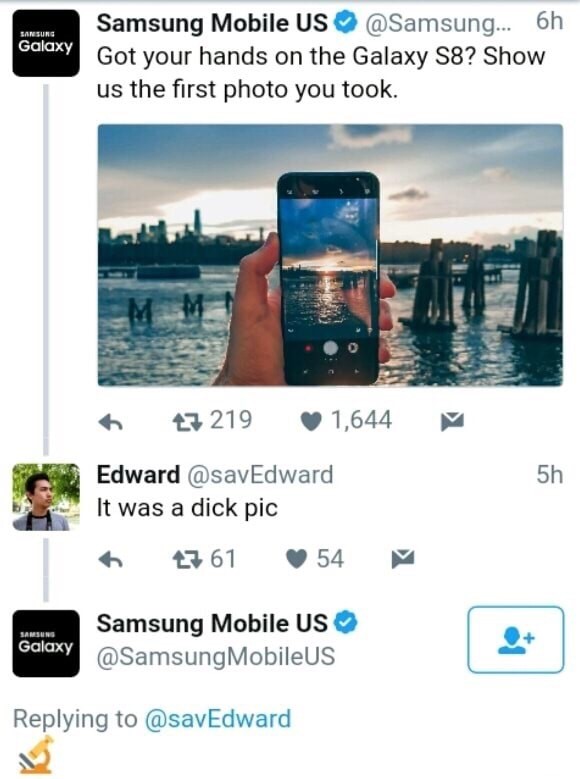 SAMSUNG
Galaxy
Samsung Mobile US @Samsung... 6h
Got your hands on the Galaxy S8? Show
us the first photo you took.
219 1,644
Edward @savEdward 5h
It was a dick pic
61 54
SAMSUNG
Galaxy
Samsung Mobile US
@SamsungMobileUS
Replying to @savEdward